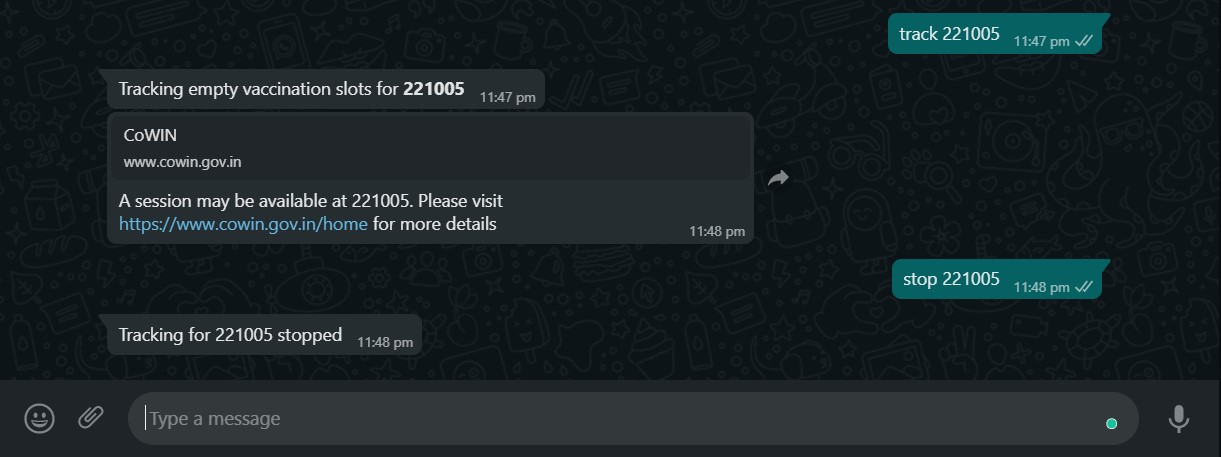 track 221005 11:47 pm
Tracking empty vaccination slots for 221005 11:47 pm
CoWIN
www.cowin.gov.in
A session may be available at 221005. Please visit
https://www.cowin.gov.in/home for more details
11:48 pm
stop 221005 11:48 pm
Tracking for 221005 stopped 11:48 pm
Type a message